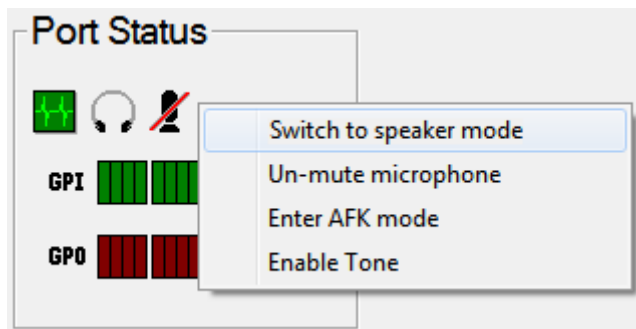 Port Status
Switch to speaker mode
Un-mute microphone
GPI
Enter AFK mode
GPO
Enable Tone